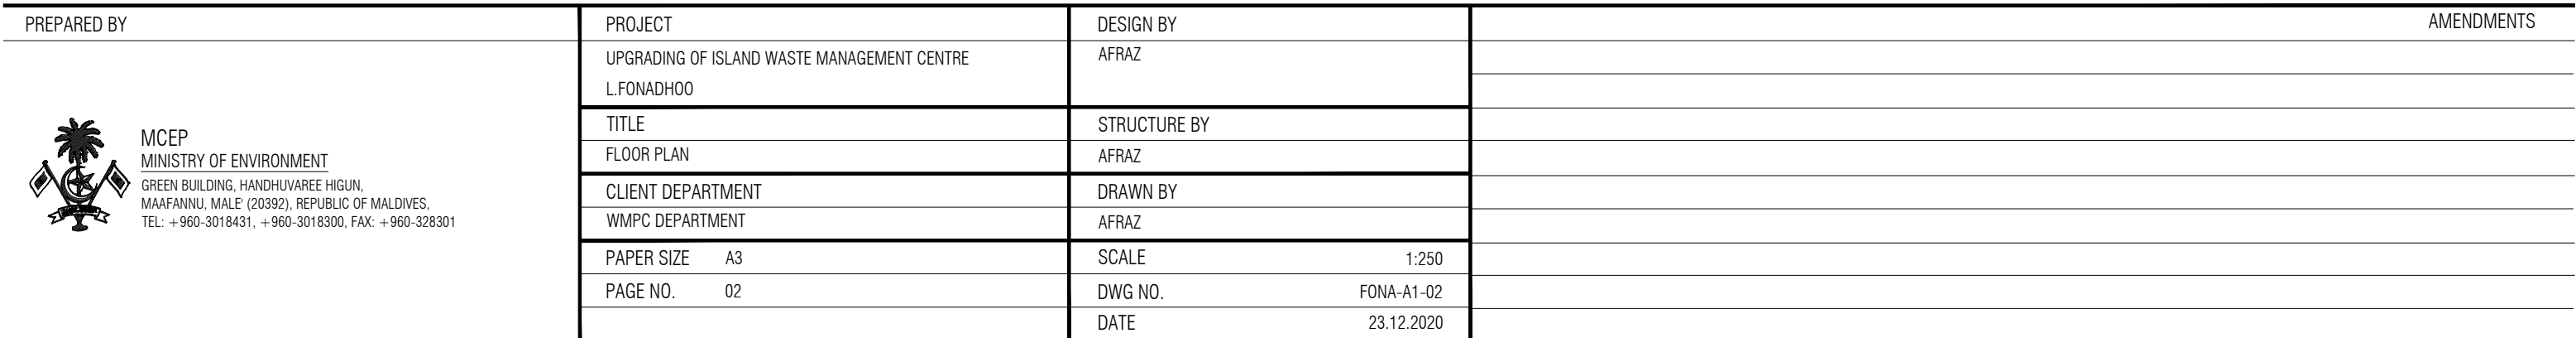 PREPARED BY
MCEP
MINISTRY OF ENVIRONMENT
GREEN BUILDING, HANDHUVAREE HIGUN,
MAAFANNU, MALE' (20392), REPUBLIC OF MALDIVES,
TEL: +960-3018431, +960-3018300, FAX: +960-328301
PROJECT
UPGRADING OF ISLAND WASTE MANAGEMENT CENTRE
L.FONADHOO
TITLE
FLOOR PLAN
CLIENT DEPARTMENT
WMPC DEPARTMENT
PAPER SIZE A3
PAGE NO. 02
DESIGN BY
AFRAZ
STRUCTURE BY
AFRAZ
DRAWN BY
AFRAZ
SCALE 1:250
DWG NO. FONA-A1-02
DATE 23.12.2020
AMENDMENTS